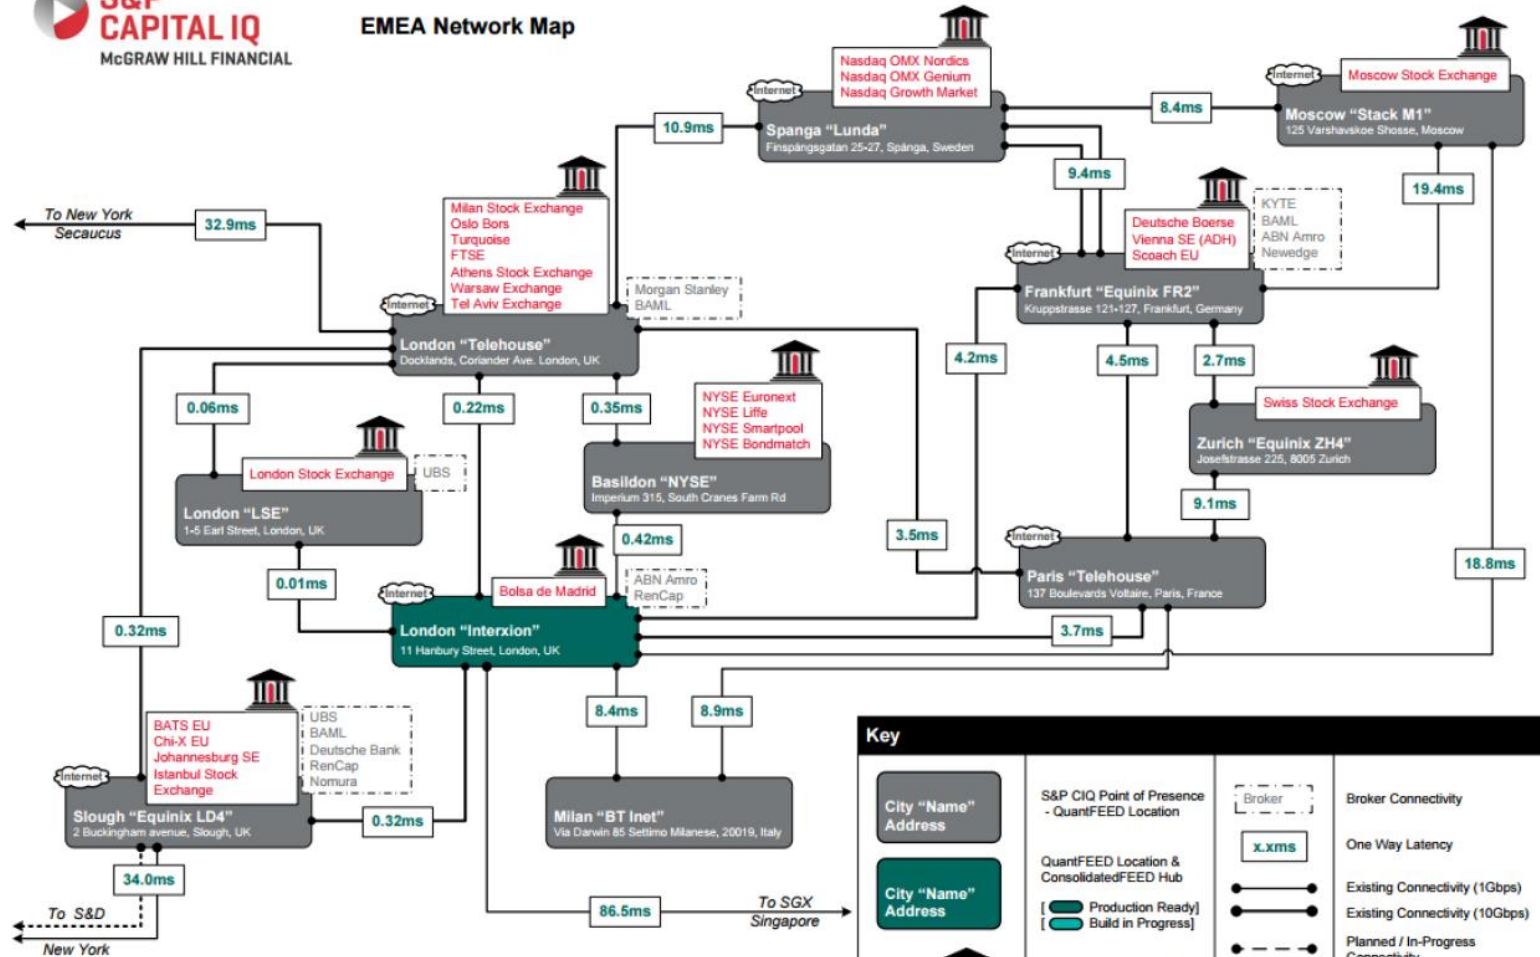 S&P
CAPITAL IQ
McGRAW HILL FINANCIAL
EMEA Network Map
Nasdaq OMX Nordics
Nasdaq OMX Genium
Nasdaq Growth Market
Internet
Spanga “Lunda”
Finspångsgatan 25-27, Spånga, Sweden
10.9ms
8.4ms
Moscow Stock Exchange
Internet
Moscow “Stack M1”
125 Varshavskoe Shosse, Moscow
9.4ms
19.4ms
To New York
Secaucus
32.9ms
Milan Stock Exchange
Oslo Bors
Turquoise
FTSE
Athens Stock Exchange
Warsaw Exchange
Tel Aviv Exchange
Morgan Stanley
BAML
Internet
London “Telehouse”
Docklands, Coriander Ave. London, UK
Deutsche Boerse
Vienna SE (ADH)
Scoach EU
KYTE
BAML
ABN Amro
Newedge
Internet
Frankfurt “Equinix FR2”
Kruppstrasse 121-127, Frankfurt, Germany
4.2ms
4.5ms
2.7ms
0.06ms
0.22ms
0.35ms
NYSE Euronext
NYSE Liffe
NYSE Smartpool
NYSE Bondmatch
Basildon “NYSE”
Imperium 315, South Cranes Farm Rd
Swiss Stock Exchange
Zurich “Equinix ZH4”
Josefstrasse 225, 8005 Zurich
London Stock Exchange
UBS
London “LSE”
1-5 Earl Street, London, UK
9.1ms
3.5ms
0.42ms
18.8ms
0.01ms
Bolsa de Madrid
ABN Amro
RenCap
Internet
London “Interxion”
11 Hanbury Street, London, UK
Internet
Paris “Telehouse”
137 Boulevards Voltaire, Paris, France
3.7ms
0.32ms
8.4ms
8.9ms
BATS EU
Chi-X EU
Johannesburg SE
Istanbul Stock
Exchange
UBS
BAML
Deutsche Bank
RenCap
Nomura
Internet
Slough “Equinix LD4”
2 Buckingham avenue, Slough, UK
0.32ms
Milan “BT Inet”
Via Darwin 85 Settimo Milanese, 20019, Italy
34.0ms
To S&D
New York
86.5ms
To SGX
Singapore
Key
City “Name”
Address
S&P CIQ Point of Presence
- QuantFEED Location
City “Name”
Address
QuantFEED Location &
ConsolidatedFEED Hub
[ Production Ready]
[ Build in Progress]
Broker
Broker Connectivity
x.xms
One Way Latency
Existing Connectivity (1Gbps)
Existing Connectivity (10Gbps)
Planned / In-Progress
Connectivity